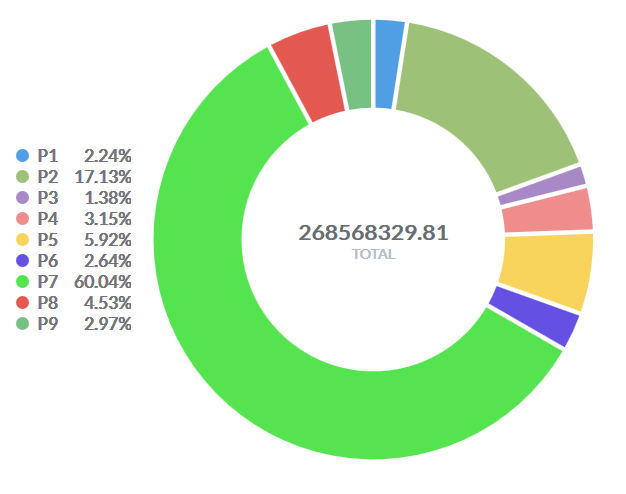 P1 2.24%
P2 17.13%
P3 1.38%
P4 3.15%
P5 5.92%
P6 2.64%
P7 60.04%
P8 4.53%
P9 2.97%
268568329.81
TOTAL